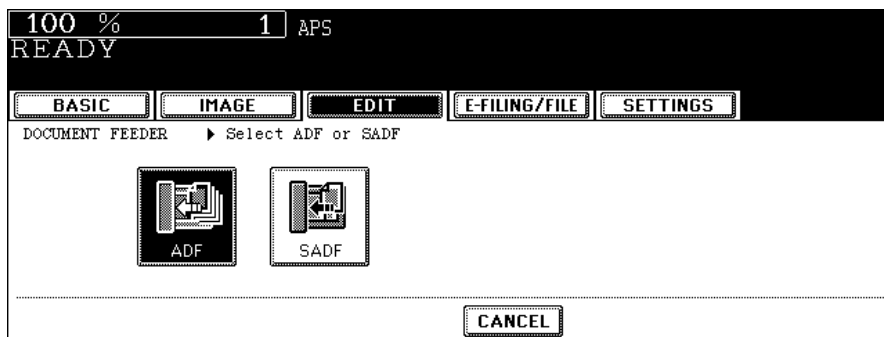 100 % 1 APS
READY
BASIC IMAGE EDIT E-FILING/FILE SETTINGS
DOCUMENT FEEDER Select ADF or SADF
ADF SADF
CANCEL